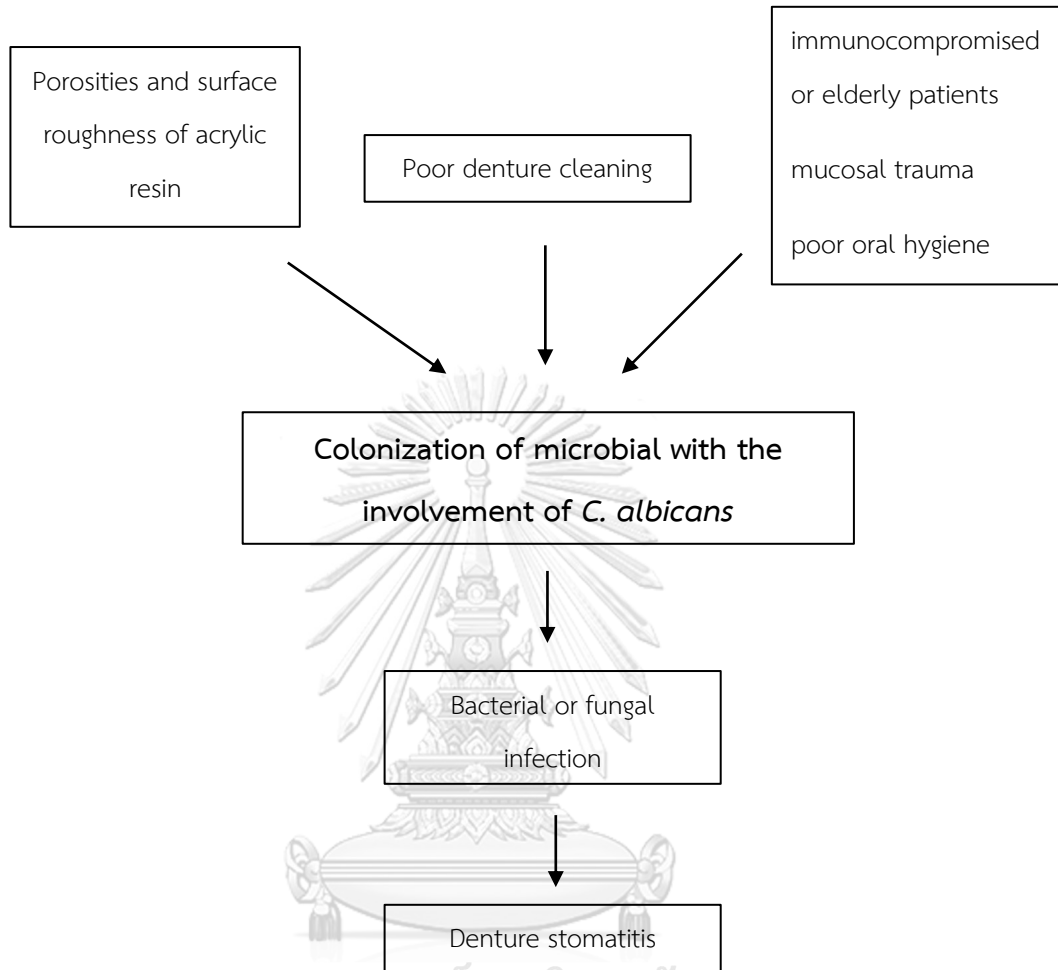 Porosities and surface
roughness of acrylic
resin
Poor denture cleaning
immunocompromised
or elderly patients
mucosal trauma
poor oral hygiene
Colonization of microbial with the
involvement of C. albicans
Bacterial or fungal
infection
Denture stomatitis